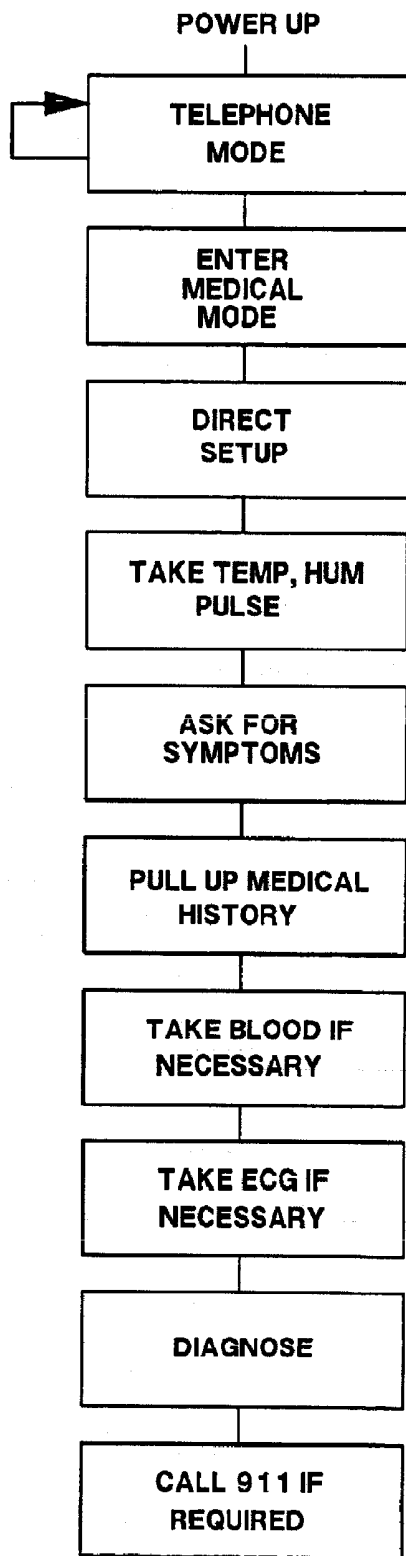 POWER UP
TELEPHONE
MODE
ENTER
MEDICAL
MODE
DIRECT
SETUP
TAKE TEMP, HUM
PULSE
ASK FOR
SYMPTOMS
PULL UP MEDICAL
HISTORY
TAKE BLOOD IF
NECESSARY
TAKE ECG IF
NECESSARY
DIAGNOSE
CALL 911 IF
REQUIRED